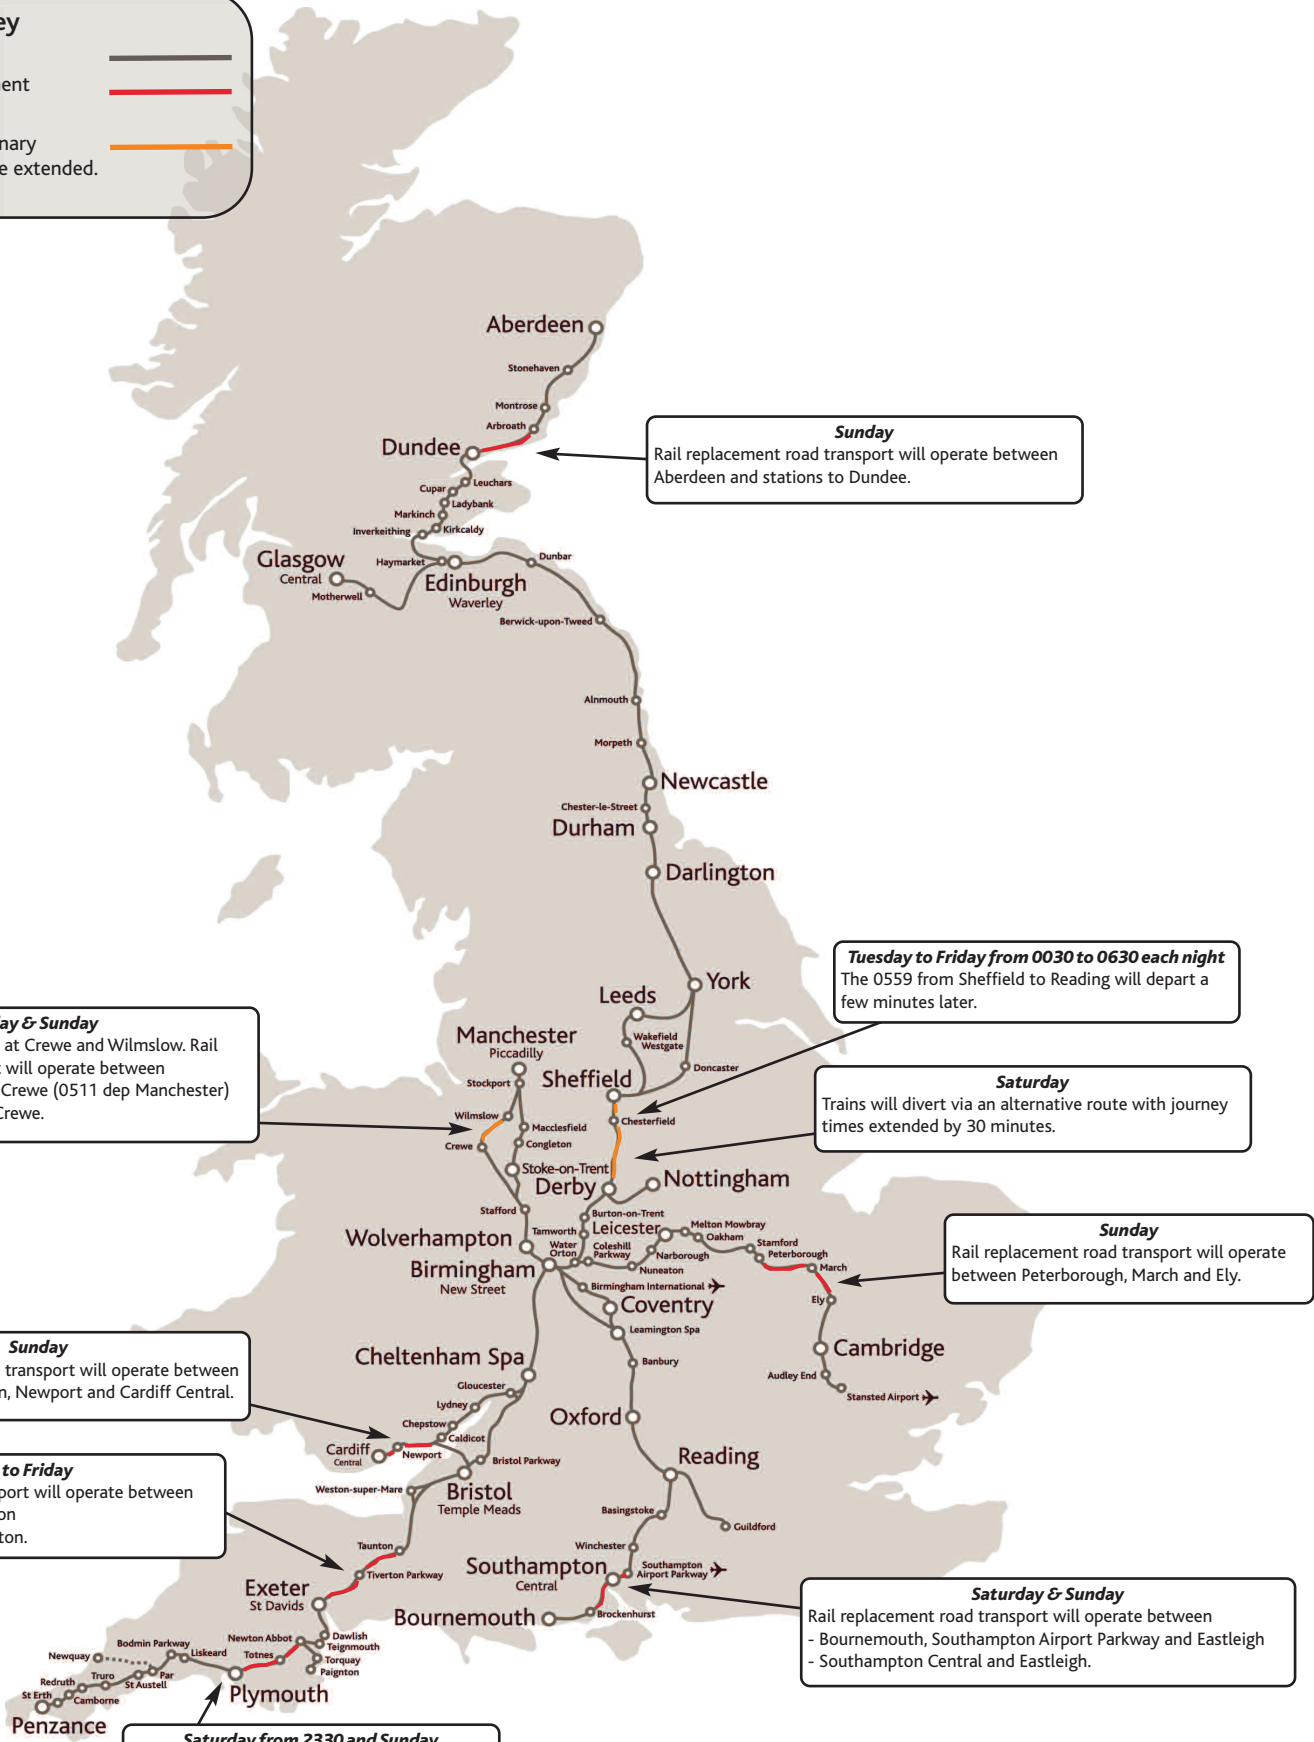 ey
ent
nary
e extended.
Aberdeen
Stonehaven
Montrose
Arbroath
Dundee
Sunday
Rail replacement road transport will operate between
Aberdeen and stations to Dundee.
Leuchars
Cupar
Ladybank
Markinch
Kirkcaldy
Inverkeithing
Glasgow
Central
Haymarket
Dunbar
Edinburgh
Waverley
Motherwell
Berwick-upon-Tweed
Alnmouth
Morpeth
Newcastle
Chester-le-Street
Durham
Darlington
York
Leeds
Tuesday to Friday from 0030 to 0630 each night
The 0559 from Sheffield to Reading will depart a
few minutes later.
ay & Sunday
at Crewe and Wilmslow. Rail
t will operate between
Crewe (0511 dep Manchester)
Crewe.
Manchester
Piccadilly
Wakefield
Westgate
Doncaster
Stockport
Sheffield
Saturday
Trains will divert via an alternative route with journey
times extended by 30 minutes.
Wilmslow
Chesterfield
Macclesfield
Crewe
Congleton
Stoke-on-Trent
Derby
Nottingham
Stafford
Burton-on-Trent
Tamworth
Leicester
Melton Mowbray
Oakham
Stamford
Peterborough
March
Sunday
Rail replacement road transport will operate
between Peterborough, March and Ely.
Wolverhampton
Water
Orton
Coleshill
Parkway
Narborough
Nuneaton
Birmingham
New Street
Birmingham International
Ely
Coventry
Leamington Spa
Cambridge
Sunday
transport will operate between
n, Newport and Cardiff Central.
Cheltenham Spa
Banbury
Audley End
Stansted Airport
Gloucester
Lydney
Chepstow
Caldicot
Oxford
Cardiff
Central
Newport
Bristol Parkway
Reading
to Friday
port will operate between
on
ton.
Weston-super-Mare
Bristol
Temple Meads
Basingstoke
Guildford
Taunton
Winchester
Tiverton Parkway
Southampton
Central
Southampton
Airport Parkway
Exeter
St Davids
Bournemouth
Brockenhurst
Saturday & Sunday
Rail replacement road transport will operate between
- Bournemouth, Southampton Airport Parkway and Eastleigh
- Southampton Central and Eastleigh.
Newton Abbot
Dawlish
Teignmouth
Torquay
Paignton
Totnes
Bodmin Parkway
Liskeard
Newquay
Par
St Austell
Truro
Redruth
Camborne
St Erth
Plymouth
Penzance
Saturday from 2330 and Sunday